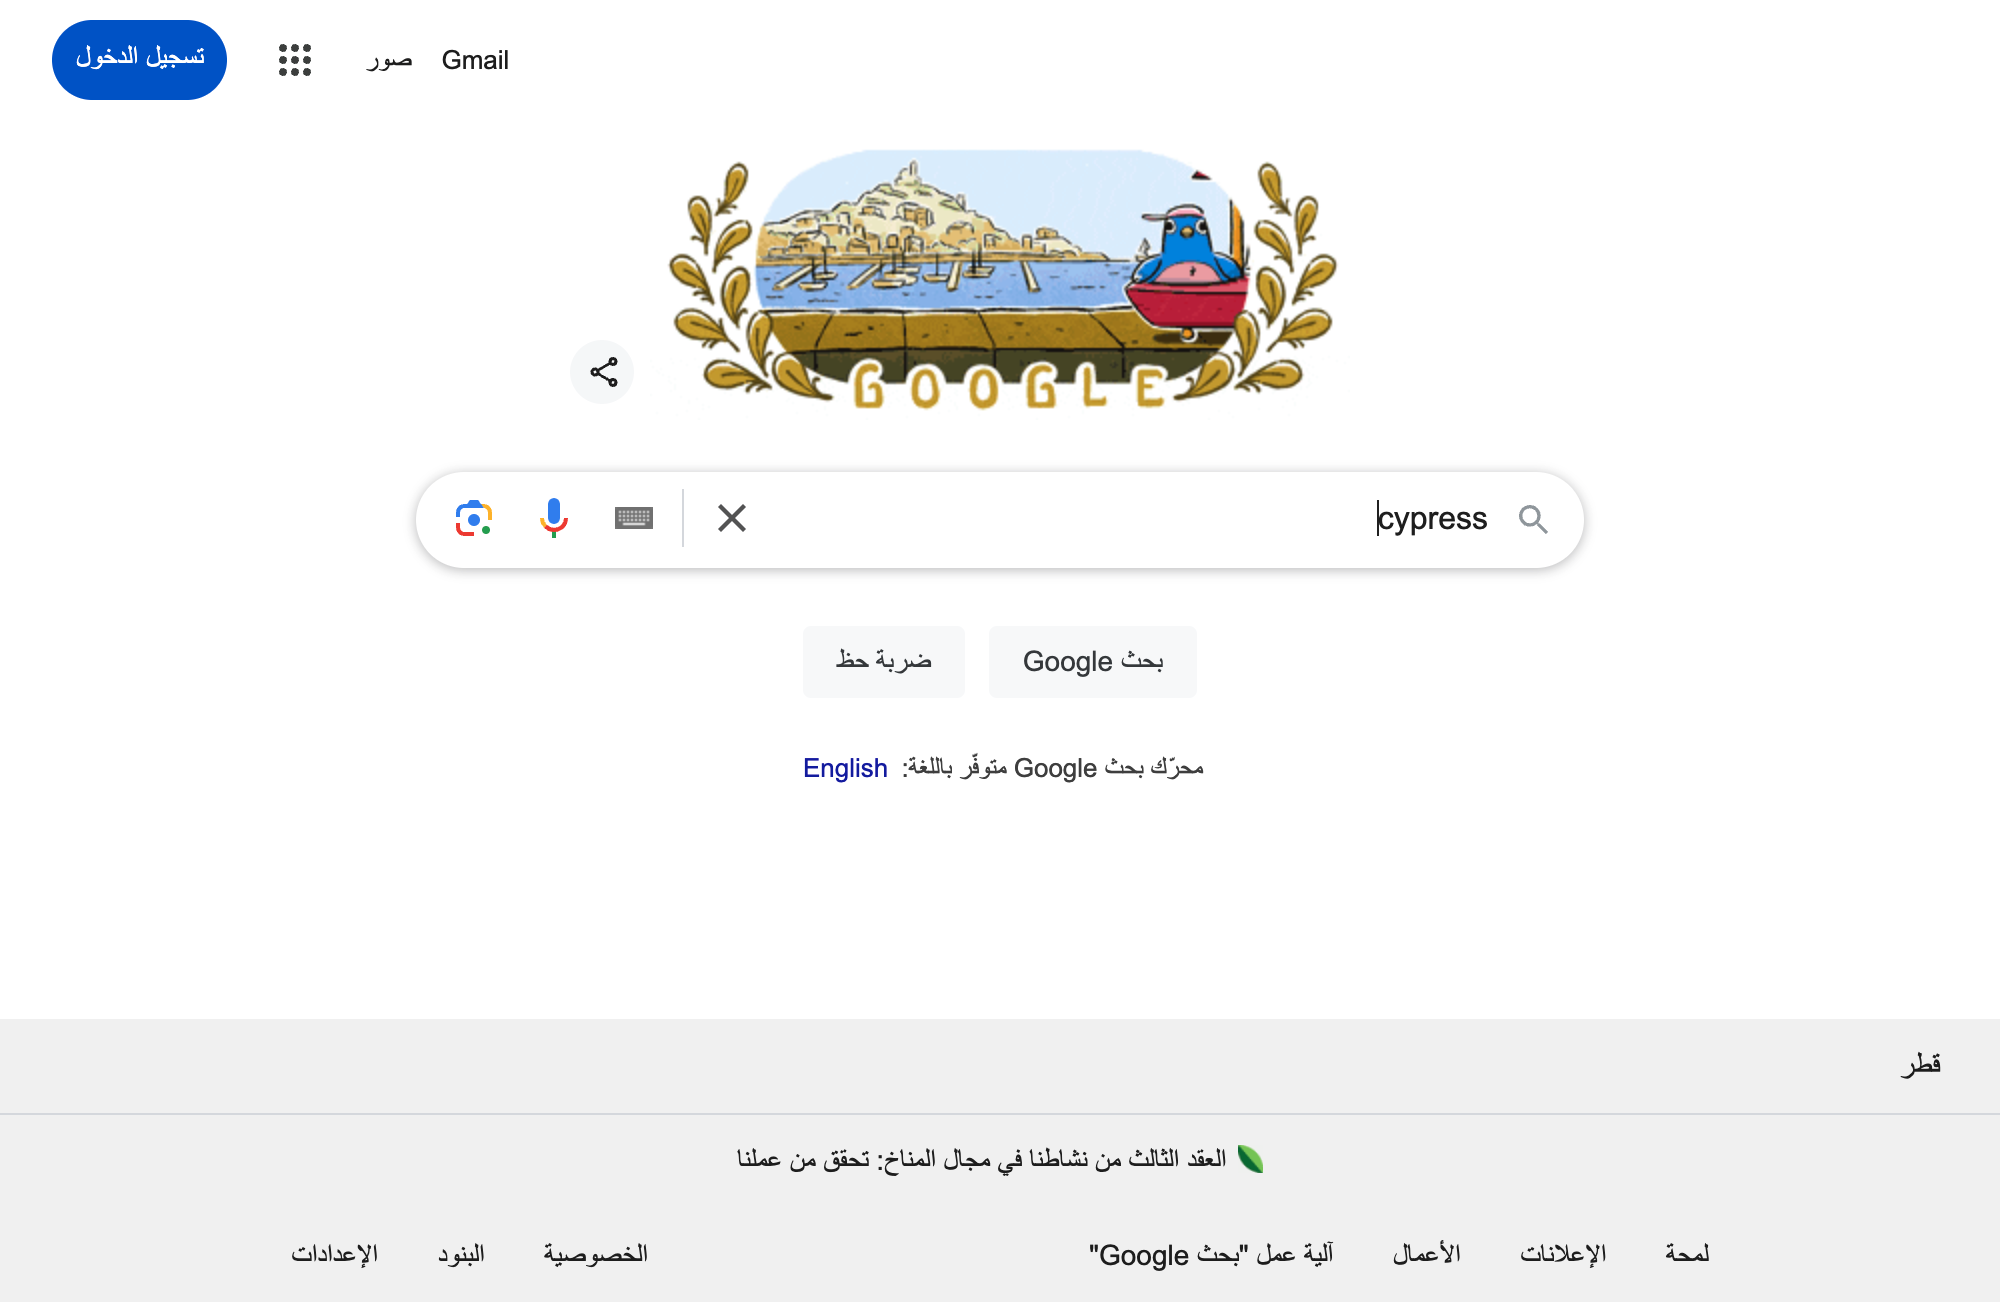 Gmail
صور
تسجيل الدخول
GOOGLE
cypress
بحث Google
ضربة حظ
محرّك بحث Google متوفّر باللغة: English
قطر
العقد الثالث من نشاطنا في مجال المناخ: تحقق من عملنا
لمحة
الإعلانات
الأعمال
آلية عمل "بحث Google"
الخصوصية
البنود
الإعدادات